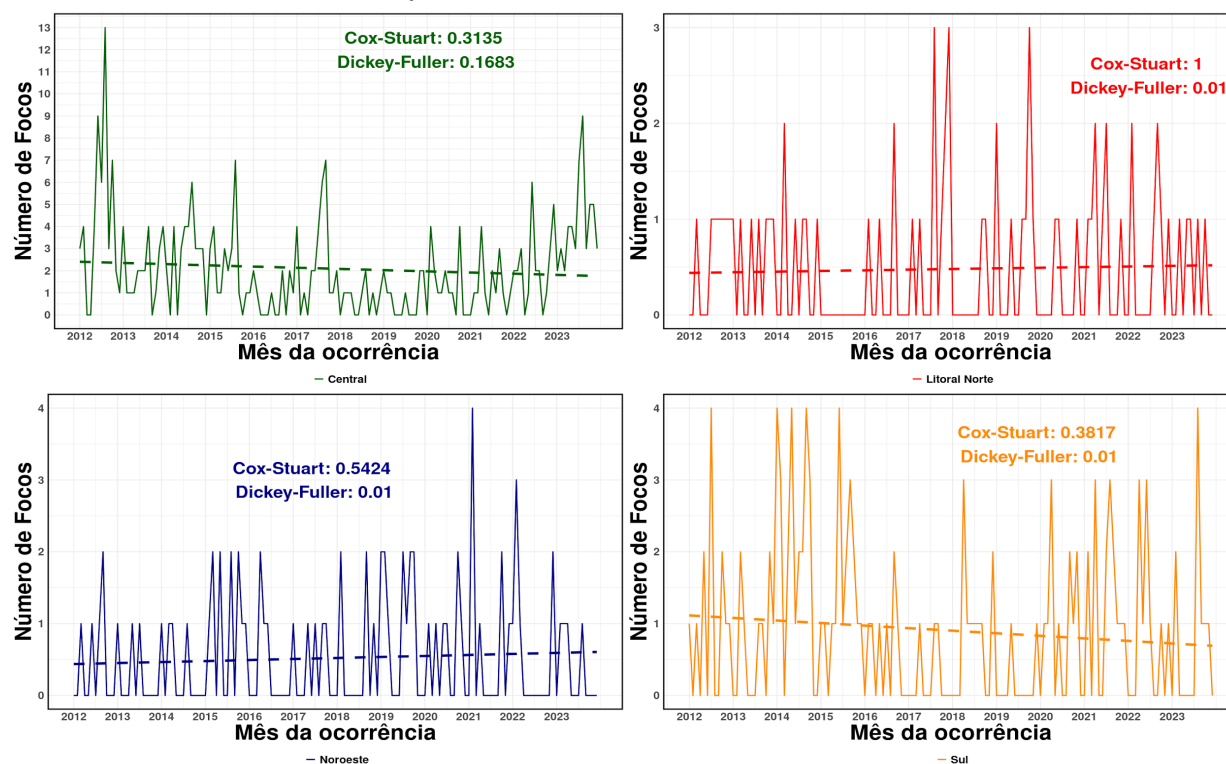 Número de Focos
13
12
11
10
9
8
7
6
5
4
3
2
1
0
Cox-Stuart: 0.3135
Dickey-Fuller: 0.1683
2012 2013 2014 2015 2016 2017 2018 2019 2020 2021 2022 2023
Mês da ocorrência
Central
Número de Focos
3
2
1
0
Cox-Stuart: 1
Dickey-Fuller: 0.01
2012 2013 2014 2015 2016 2017 2018 2019 2020 2021 2022 2023
Mês da ocorrência
Litoral Norte
Número de Focos
4
3
2
1
0
Cox-Stuart: 0.5424
Dickey-Fuller: 0.01
2012 2013 2014 2015 2016 2017 2018 2019 2020 2021 2022 2023
Mês da ocorrência
Noroeste
Número de Focos
4
3
2
1
0
Cox-Stuart: 0.3817
Dickey-Fuller: 0.01
2012 2013 2014 2015 2016 2017 2018 2019 2020 2021 2022 2023
Mês da ocorrência
Sul